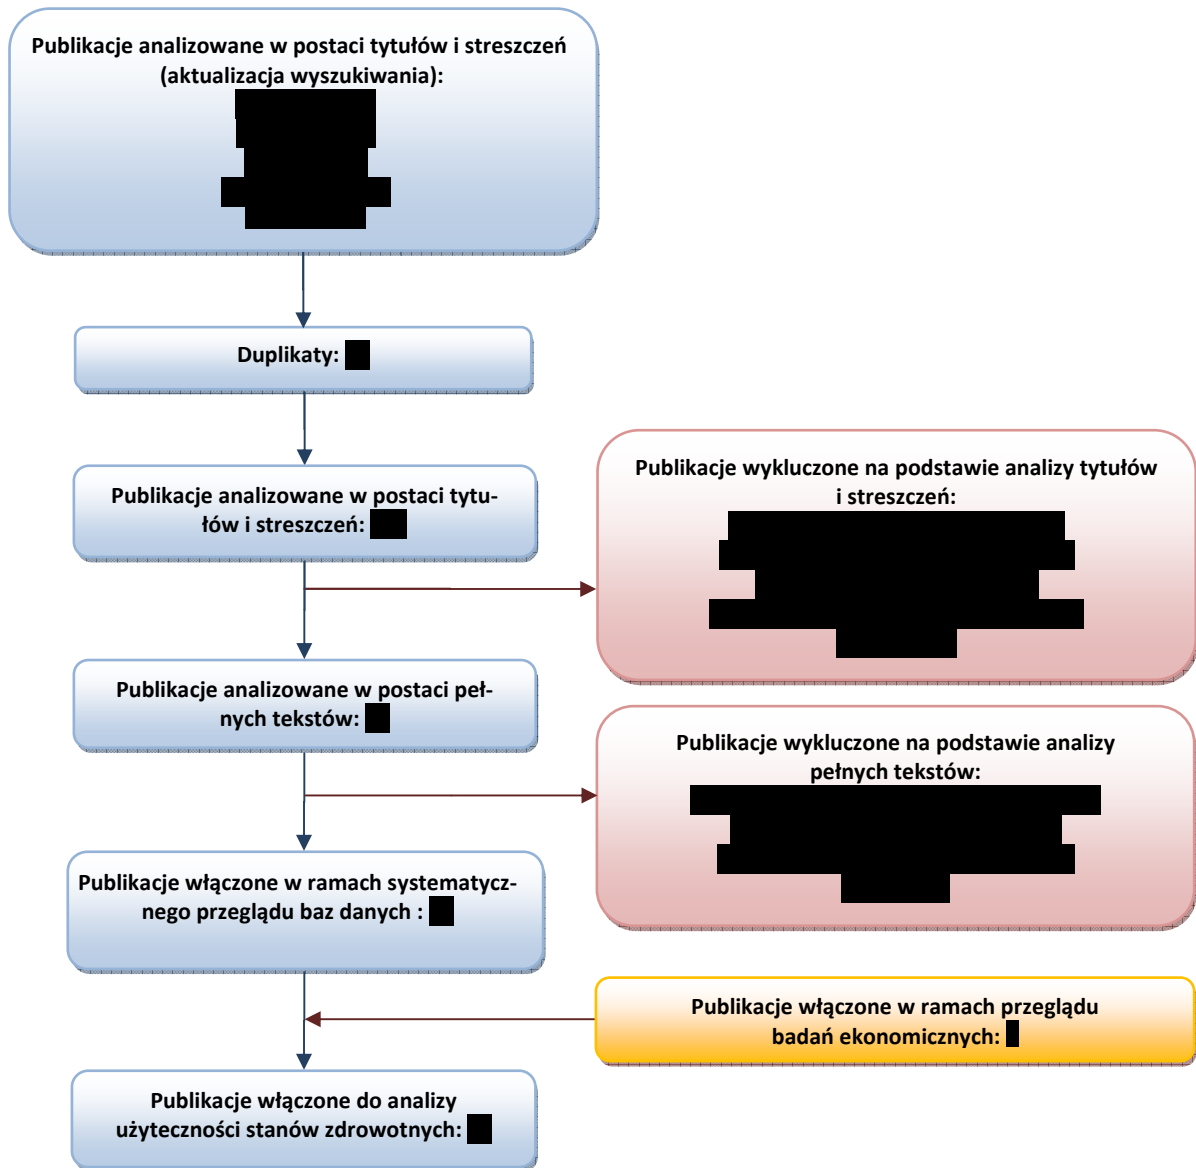 Publikacje analizowane w postaci tytułów i streszczeń
(aktualizacja wyszukiwania):
Duplikaty:
Publikacje analizowane w postaci tytu-
łów i streszczeń:
Publikacje wykluczone na podstawie analizy tytułów
i streszczeń:
Publikacje analizowane w postaci peł-
nych tekstów:
Publikacje wykluczone na podstawie analizy
pełnych tekstów:
Publikacje włączone w ramach systematycz-
nego przeglądu baz danych :
Publikacje włączone w ramach przeglądu
badań ekonomicznych:
Publikacje włączone do analizy
użyteczności stanów zdrowotnych: